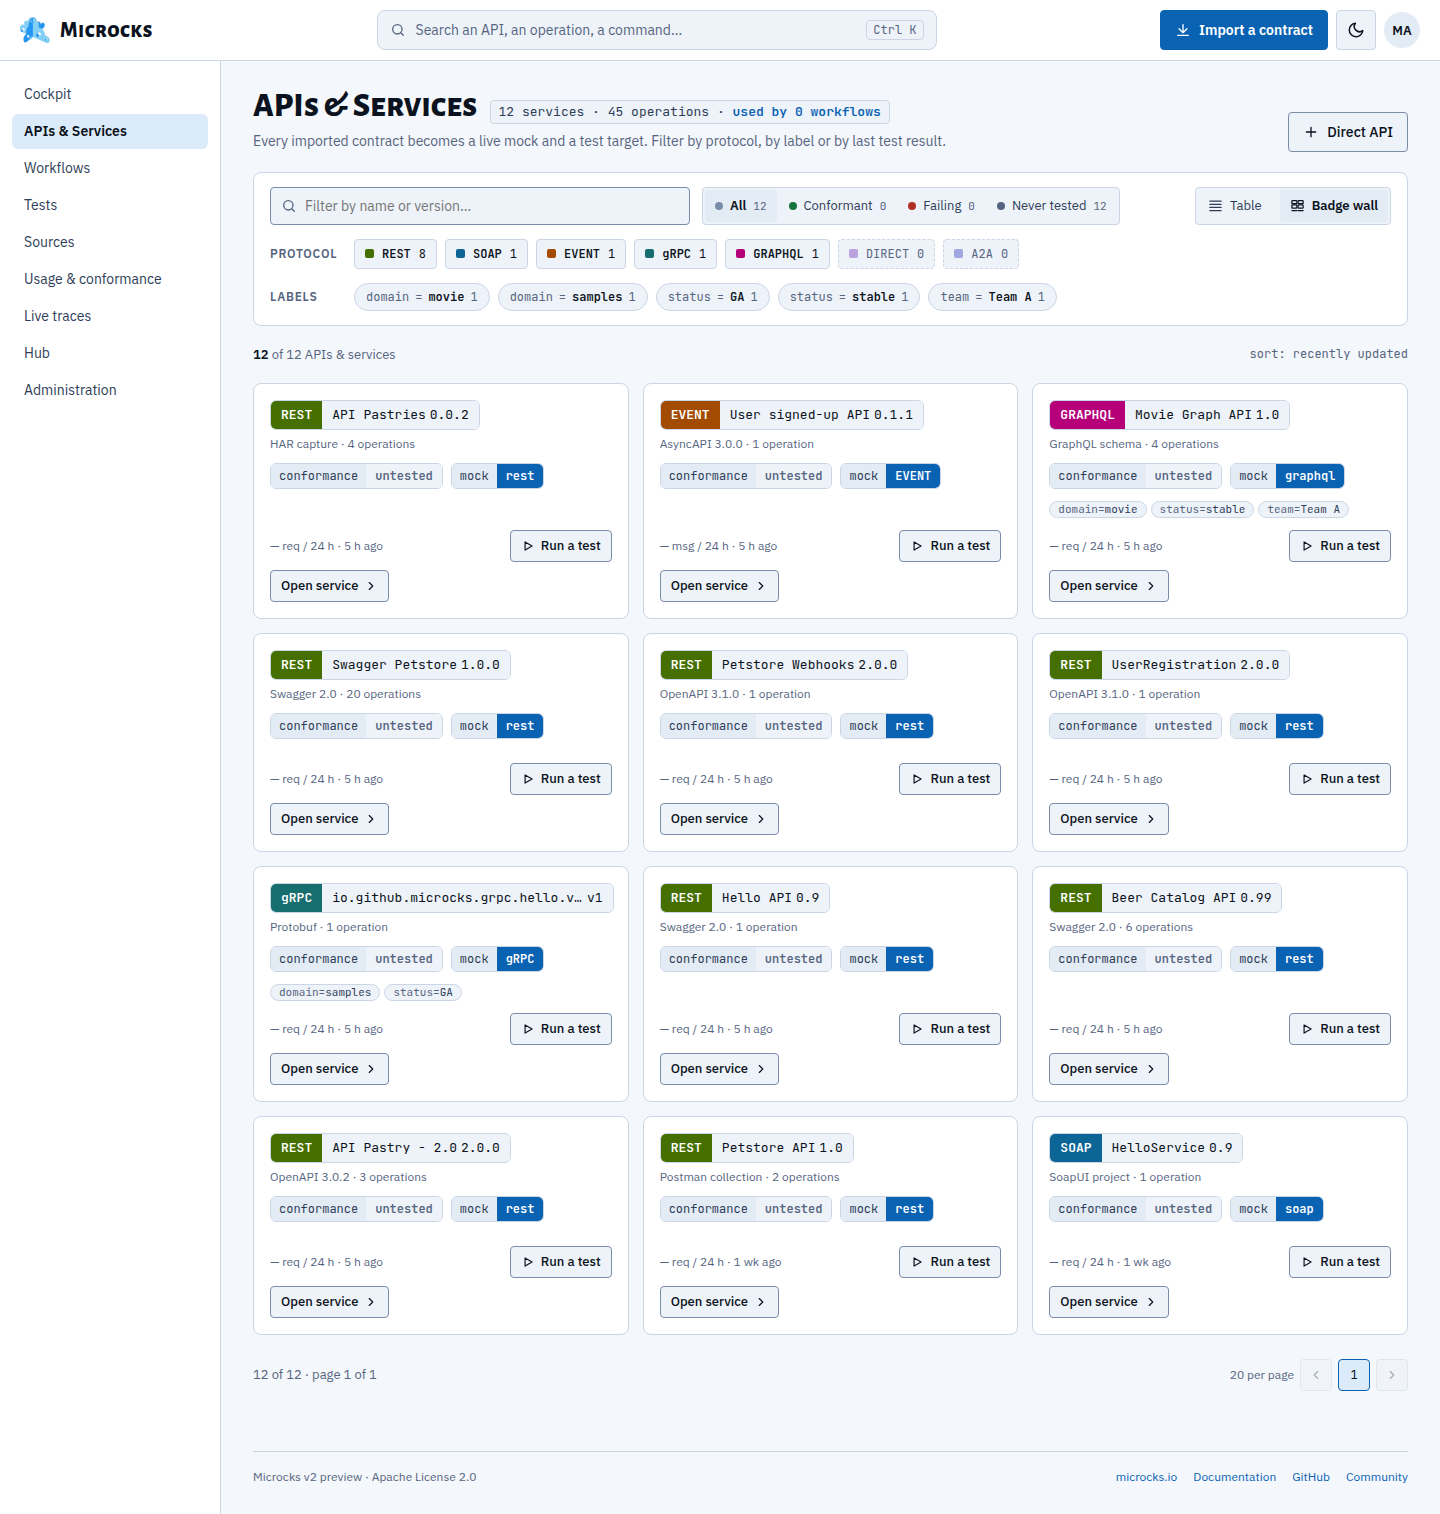 Microcks
Search an API, an operation, a command...
Ctrl K
Import a contract
MA
Cockpit
APIs & Services
Workflows
Tests
Sources
Usage & conformance
Live traces
Hub
Administration
APIs & Services
12 services · 45 operations · used by 0 workflows
Every imported contract becomes a live mock and a test target. Filter by protocol, by label or by last test result.
Direct API
Filter by name or version...
All 12 Conformant 0 Failing 0 Never tested 12
Table Badge wall
PROTOCOL REST 8 SOAP 1 EVENT 1 gRPC 1 GRAPHQL 1 DIRECT 0 A2A 0
LABELS domain = movie 1 domain = samples 1 status = GA 1 status = stable 1 team = Team A 1
12 of 12 APIs & services
sort: recently updated
REST API Pastries 0.0.2
HAR capture · 4 operations
conformance untested mock rest
— req / 24 h · 5 h ago
Run a test
Open service
EVENT User signed-up API 0.1.1
AsyncAPI 3.0.0 · 1 operation
conformance untested mock EVENT
— msg / 24 h · 5 h ago
Run a test
Open service
GRAPHQL Movie Graph API 1.0
GraphQL schema · 4 operations
conformance untested mock graphql
domain=movie status=stable team=Team A
— req / 24 h · 5 h ago
Run a test
Open service
REST Swagger Petstore 1.0.0
Swagger 2.0 · 20 operations
conformance untested mock rest
— req / 24 h · 5 h ago
Run a test
Open service
REST Petstore Webhooks 2.0.0
OpenAPI 3.1.0 · 1 operation
conformance untested mock rest
— req / 24 h · 5 h ago
Run a test
Open service
REST UserRegistration 2.0.0
OpenAPI 3.1.0 · 1 operation
conformance untested mock rest
— req / 24 h · 5 h ago
Run a test
Open service
gRPC io.github.microcks.grpc.hello.v… v1
Protobuf · 1 operation
conformance untested mock gRPC
domain=samples status=GA
— req / 24 h · 5 h ago
Run a test
Open service
REST Hello API 0.9
Swagger 2.0 · 1 operation
conformance untested mock rest
— req / 24 h · 5 h ago
Run a test
Open service
REST Beer Catalog API 0.99
Swagger 2.0 · 6 operations
conformance untested mock rest
— req / 24 h · 5 h ago
Run a test
Open service
REST API Pastry - 2.0 2.0.0
OpenAPI 3.0.2 · 3 operations
conformance untested mock rest
— req / 24 h · 5 h ago
Run a test
Open service
REST Petstore API 1.0
Postman collection · 2 operations
conformance untested mock rest
— req / 24 h · 1 wk ago
Run a test
Open service
SOAP HelloService 0.9
SoapUI project · 1 operation
conformance untested mock soap
— req / 24 h · 1 wk ago
Run a test
Open service
12 of 12 · page 1 of 1
20 per page 1
Microcks v2 preview · Apache License 2.0
microcks.io Documentation GitHub Community